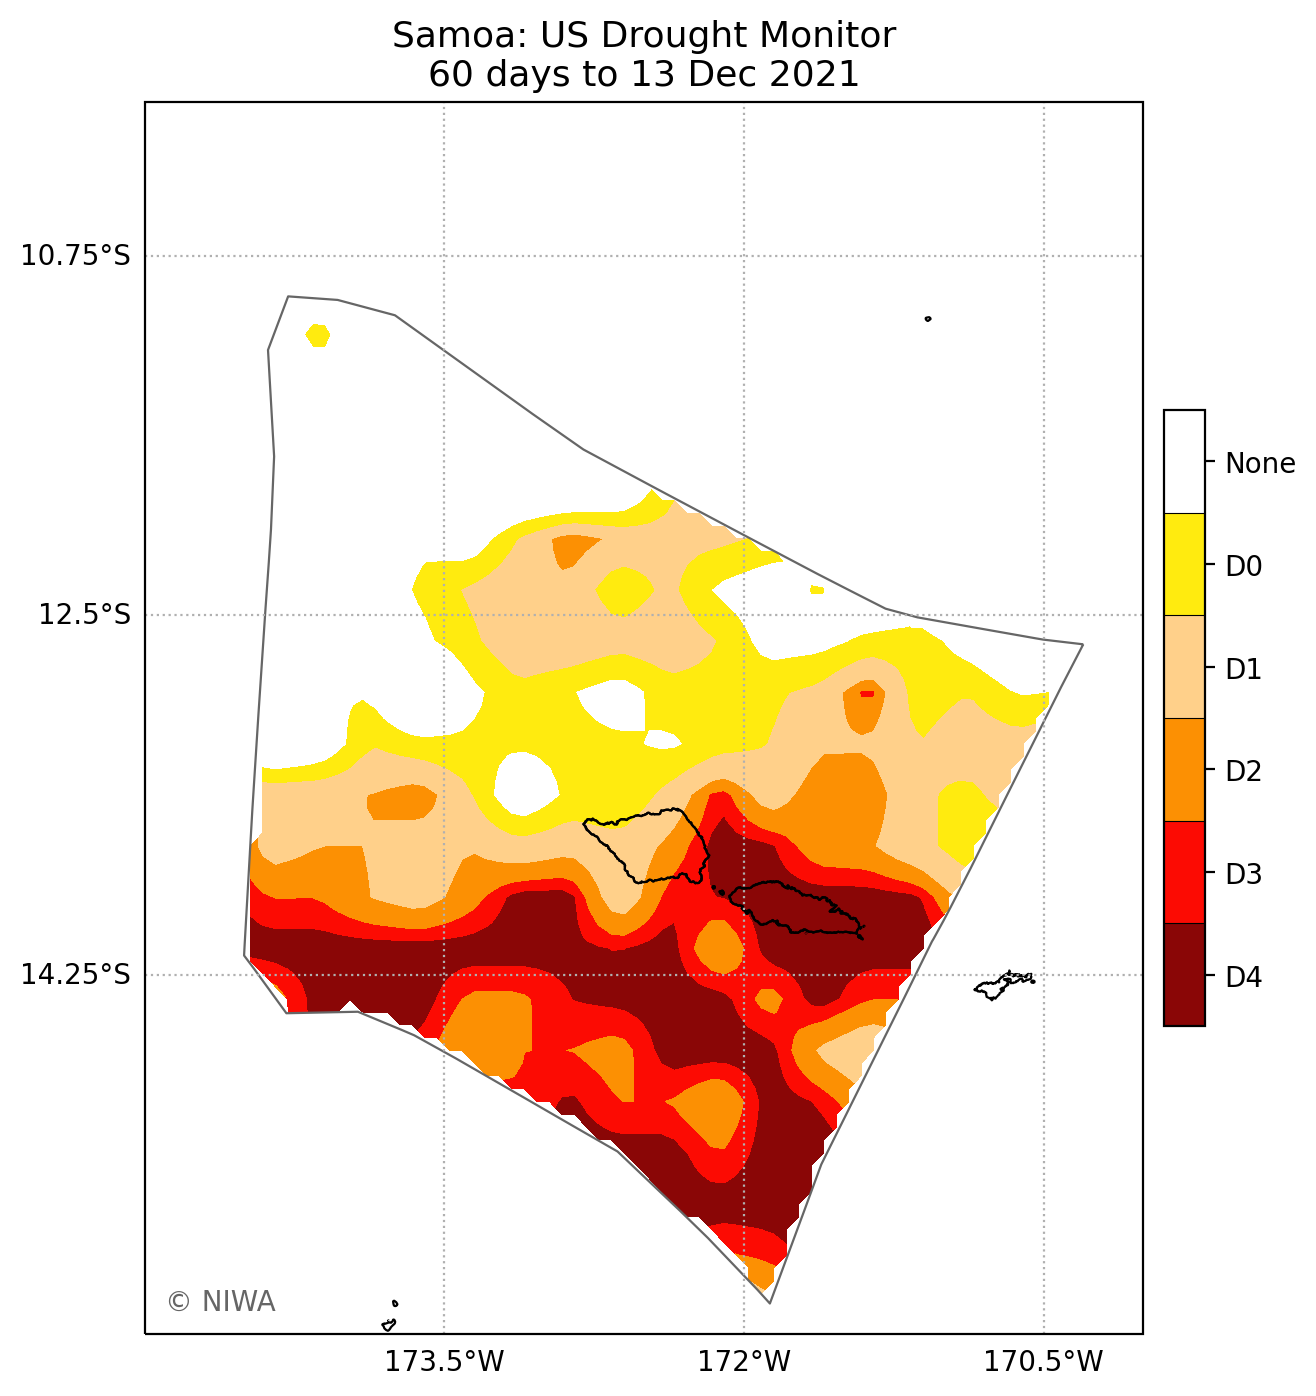 Samoa: US Drought Monitor
60 days to 13 Dec 2021
10.75°S
12.5°S
14.25°S
173.5°W
172°W
170.5°W
None
D0
D1
D2
D3
D4
© NIWA